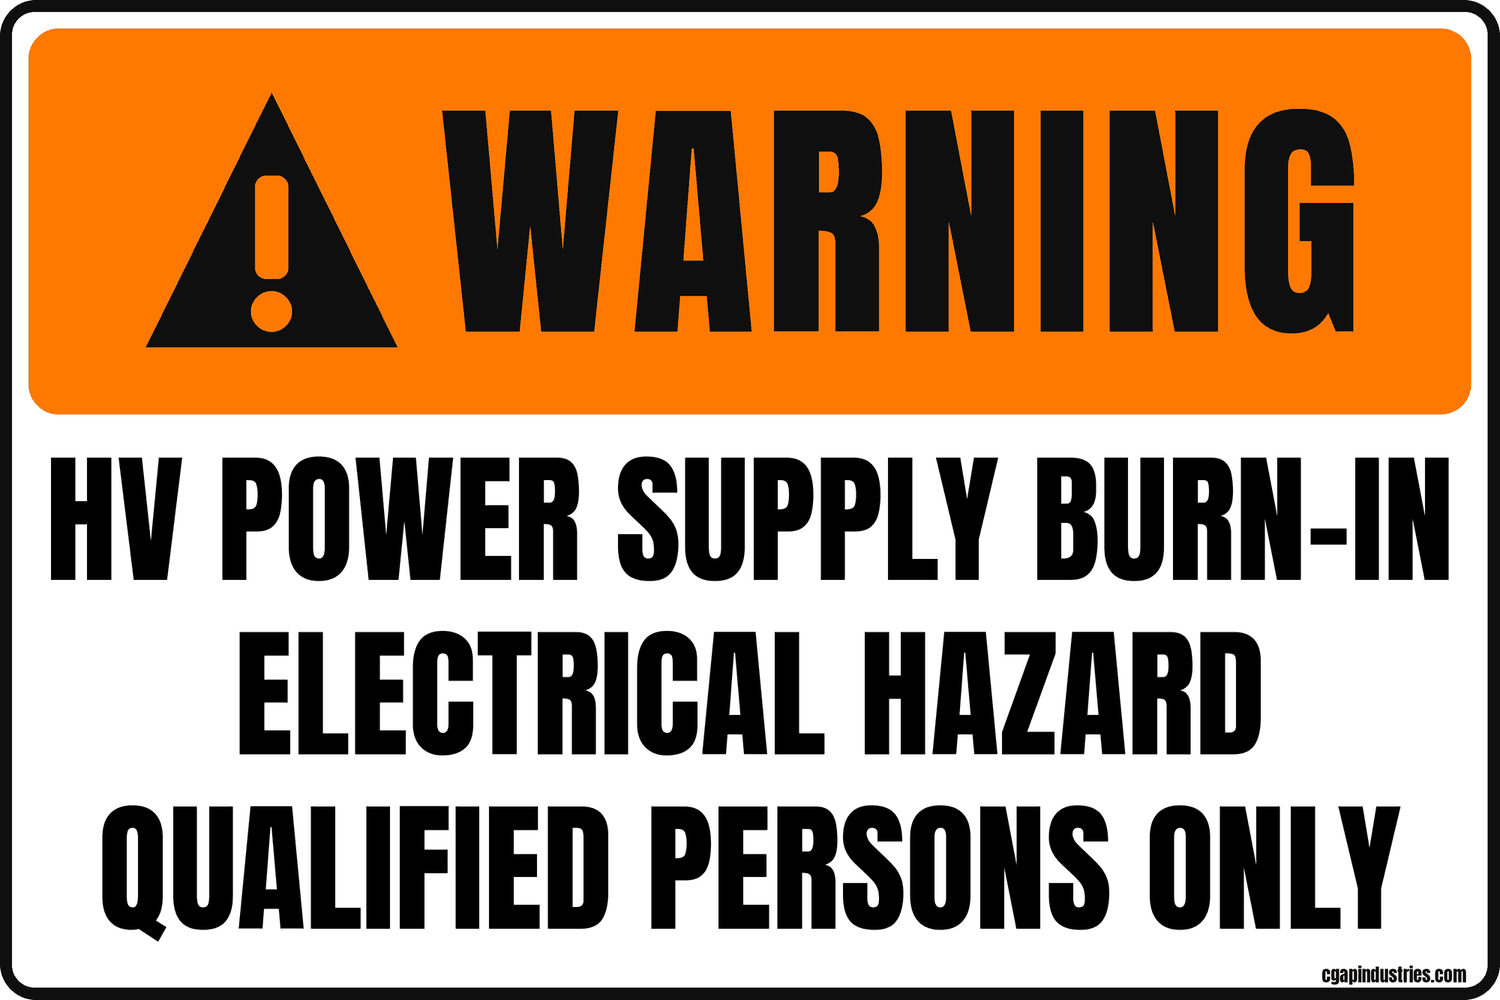 WARNING
HV POWER SUPPLY BURN-IN
ELECTRICAL HAZARD
QUALIFIED PERSONS ONLY
cgapindustries.com